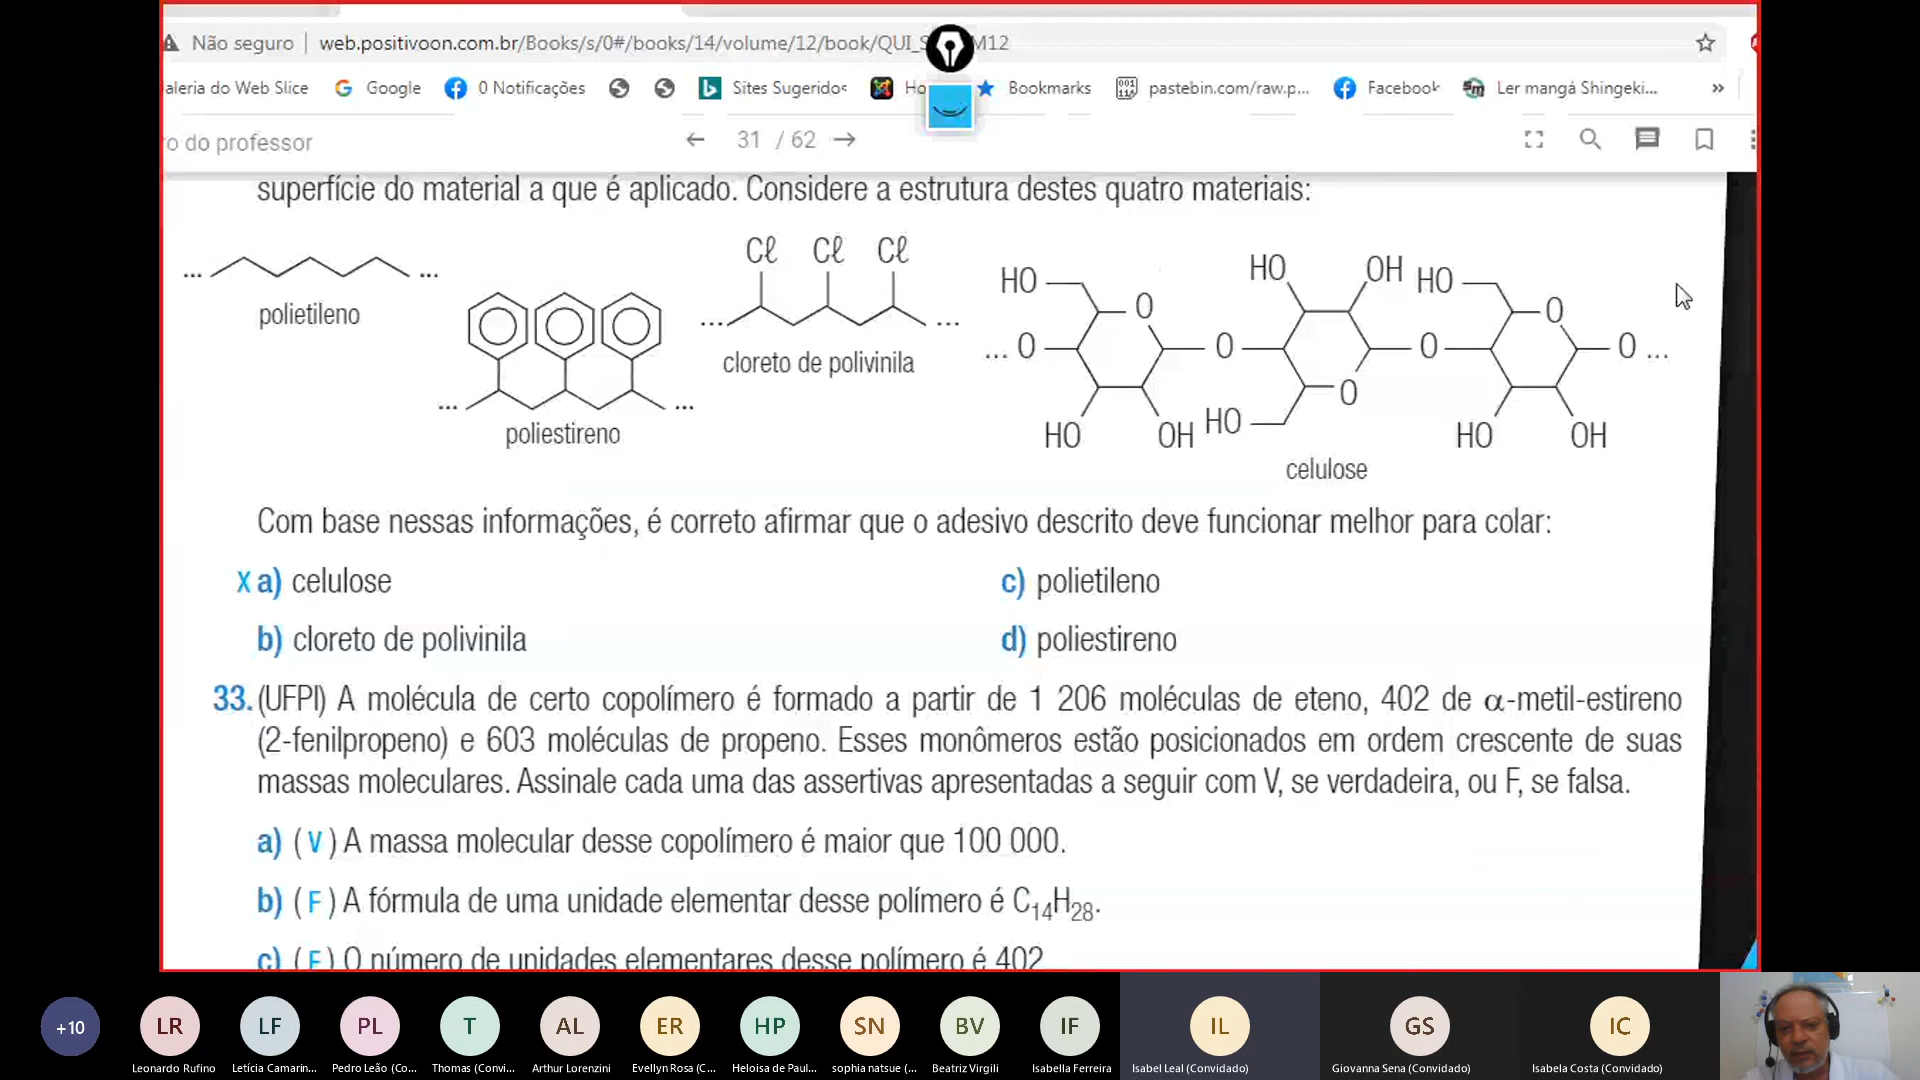 Não seguro | web.positivoon.com.br/Books/s/0#/books/14/volume/12/book/QUI_S
M12
aleria do Web Slice Google 0 Notificações Sites Sugeridos Ho Bookmarks pastebin.com/raw.p... Facebook Ler mangá Shingeki... »
ro do professor ← 31 / 62 →
superfície do material a que é aplicado. Considere a estrutura destes quatro materiais:
Cℓ Cℓ Cℓ
HO OH HO
HO O O
... ...
polietileno
... ...
... O O O O ...
cloreto de polivinila
O
... ...
HO OH HO HO OH
poliestireno
celulose
Com base nessas informações, é correto afirmar que o adesivo descrito deve funcionar melhor para colar:
X a) celulose
c) polietileno
b) cloreto de polivinila
d) poliestireno
33. (UFPI) A molécula de certo copolímero é formado a partir de 1 206 moléculas de eteno, 402 de α-metil-estireno
(2-fenilpropeno) e 603 moléculas de propeno. Esses monômeros estão posicionados em ordem crescente de suas
massas moleculares. Assinale cada uma das assertivas apresentadas a seguir com V, se verdadeira, ou F, se falsa.
a) ( V ) A massa molecular desse copolímero é maior que 100 000.
b) ( F ) A fórmula de uma unidade elementar desse polímero é C₁₄H₂₈.
c) ( F ) O número de unidades elementares desse polímero é 402
+10 LR LF PL T AL ER HP SN BV IF IL GS IC
Leonardo Rufino Letícia Camarin... Pedro Leão (Co... Thomas (Convi... Arthur Lorenzini Evellyn Rosa (C... Heloisa de Paul... sophia natsue (... Beatriz Virgili Isabella Ferreira Isabel Leal (Convidado) Giovanna Sena (Convidado) Isabela Costa (Convidado)